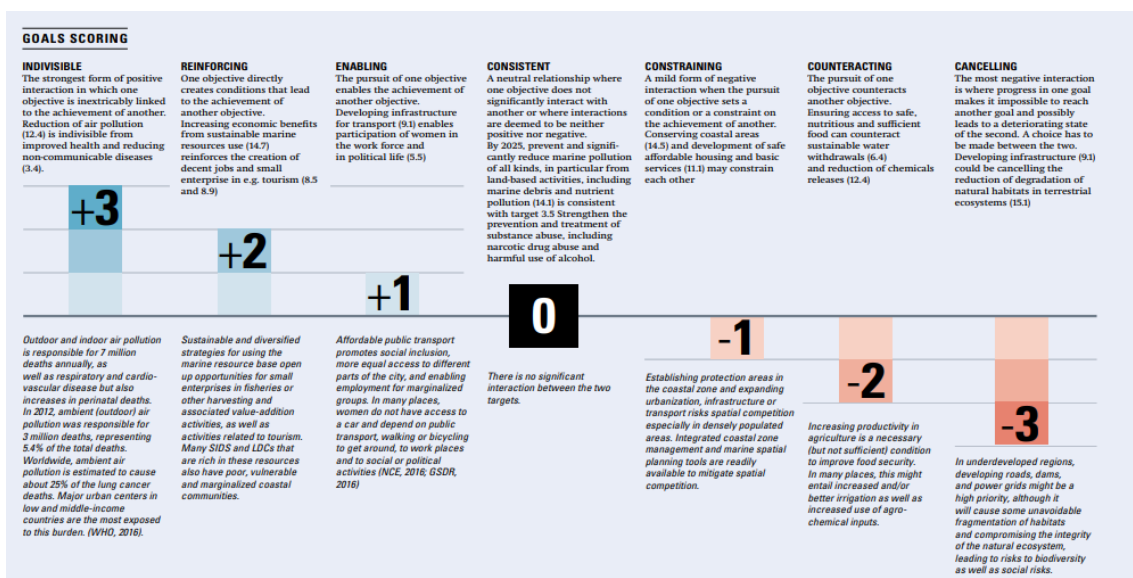 GOALS SCORING
INDIVISIBLE
The strongest form of positive
interaction in which one
objective is inextricably linked
to the achievement of another.
Reduction of air pollution
(12.4) is indivisible from
improved health and reducing
non-communicable diseases
(3.4).
+3
Outdoor and indoor air pollution
is responsible for 7 million
deaths annually, as
well as respiratory and cardio-
vascular disease but also
increases in perinatal deaths.
In 2012, ambient (outdoor) air
pollution was responsible for
3 million deaths, representing
5.4% of the total deaths.
Worldwide, ambient air
pollution is estimated to cause
about 25% of the lung cancer
deaths. Major urban centers in
low and middle-income
countries are the most exposed
to this burden. (WHO, 2016).
REINFORCING
One objective directly
creates conditions that lead
to the achievement of
another objective.
Increasing economic benefits
from sustainable marine
resources use (14.7)
reinforces the creation of
decent jobs and small
enterprise in e.g. tourism (8.5
and 8.9)
+2
Sustainable and diversified
strategies for using the
marine resource base open
up opportunities for small
enterprises in fisheries or
other harvesting and
associated value-addition
activities, as well as
activities related to tourism.
Many SIDS and LDCs that
are rich in these resources
also have poor, vulnerable
and marginalized coastal
communities.
ENABLING
The pursuit of one objective
enables the achievement of
another objective.
Developing infrastructure
for transport (9.1) enables
participation of women in
the work force and
in political life (5.5)
+1
Affordable public transport
promotes social inclusion,
more equal access to different
parts of the city, and enabling
employment for marginalized
groups. In many places,
women do not have access to
a car and depend on public
transport, walking or bicycling
to get around, to work places
and to social or political
activities (NCE, 2016; GSDR,
2016)
CONSISTENT
A neutral relationship where
one objective does not
significantly interact with
another or where interactions
are deemed to be neither
positive nor negative.
By 2025, prevent and signifi-
cantly reduce marine pollution
of all kinds, in particular from
land-based activities, including
marine debris and nutrient
pollution (14.1) is consistent
with target 3.5 Strengthen the
prevention and treatment of
substance abuse, including
narcotic drug abuse and
harmful use of alcohol.
0
There is no significant
interaction between the two
targets.
CONSTRAINING
A mild form of negative
interaction when the pursuit
of one objective sets a
condition or a constraint on
the achievement of another.
Conserving coastal areas
(14.5) and development of safe
affordable housing and basic
services (11.1) may constrain
each other
-1
Establishing protection areas in
the coastal zone and expanding
urbanization, infrastructure or
transport risks spatial competition
especially in densely populated
areas. Integrated coastal zone
management and marine spatial
planning tools are readily
available to mitigate spatial
competition.
COUNTERACTING
The pursuit of one
objective counteracts
another objective.
Ensuring access to safe,
nutritious and sufficient
food can counteract
sustainable water
withdrawals (6.4)
and reduction of chemicals
releases (12.4)
-2
Increasing productivity in
agriculture is a necessary
(but not sufficient) condition
to improve food security.
In many places, this might
entail increased and/or
better irrigation as well as
increased use of agro-
chemical inputs.
CANCELLING
The most negative interaction
is where progress in one goal
makes it impossible to reach
another goal and possibly
leads to a deteriorating state
of the second. A choice has to
be made between the two.
Developing infrastructure (9.1)
could be cancelling the
reduction of degradation of
natural habitats in terrestrial
ecosystems (15.1)
-3
In underdeveloped regions,
developing roads, dams,
and power grids might be a
high priority, although it
will cause some unavoidable
fragmentation of habitats
and compromising the integrity
of the natural ecosystem,
leading to risks to biodiversity
as well as social risks.